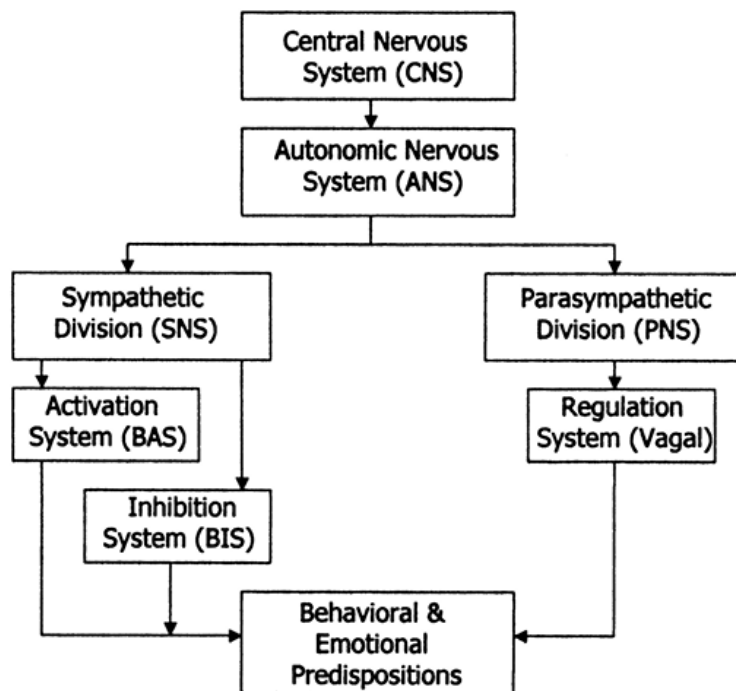 Central Nervous
System (CNS)
Autonomic Nervous
System (ANS)
Sympathetic
Division (SNS)
Parasympathetic
Division (PNS)
Activation
System (BAS)
Regulation
System (Vagal)
Inhibition
System (BIS)
Behavioral &
Emotional
Predispositions